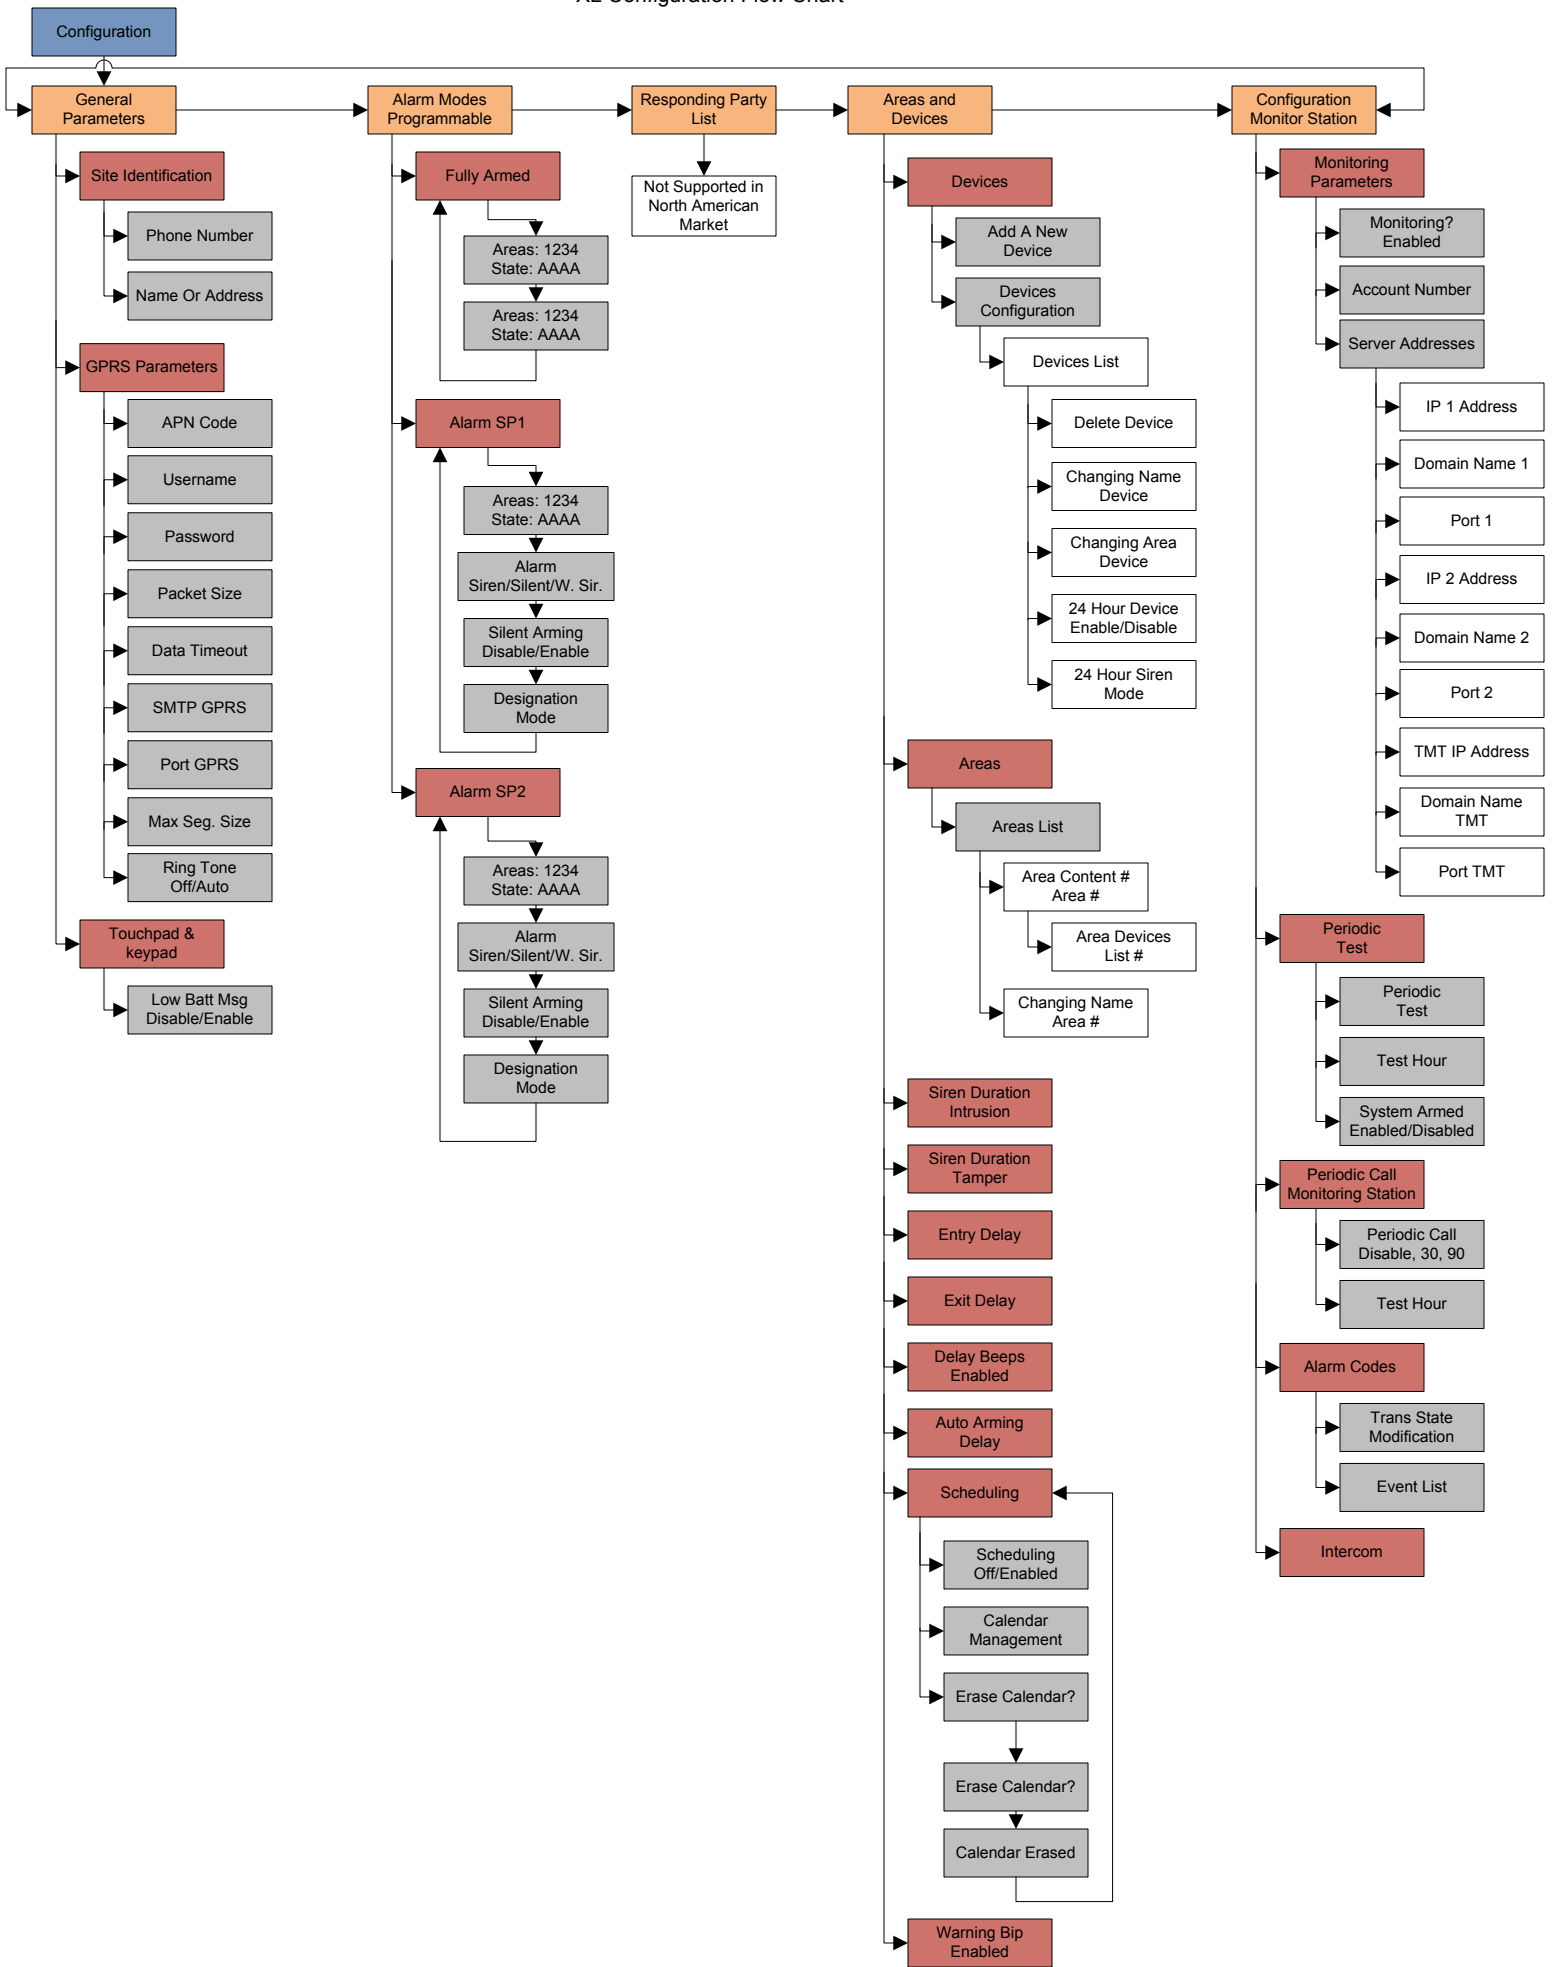 Configuration Flow Chart
Configuration
General
Parameters
Alarm Modes
Programmable
Responding Party
List
Areas and
Devices
Configuration
Monitor Station
Site Identification
Phone Number
Name Or Address
GPRS Parameters
APN Code
Username
Password
Packet Size
Data Timeout
SMTP GPRS
Port GPRS
Max Seg. Size
Ring Tone
Off/Auto
Touchpad &
keypad
Low Batt Msg
Disable/Enable
Fully Armed
Areas: 1234
State: AAAA
Areas: 1234
State: AAAA
Alarm SP1
Areas: 1234
State: AAAA
Alarm
Siren/Silent/W. Sir.
Silent Arming
Disable/Enable
Designation
Mode
Alarm SP2
Areas: 1234
State: AAAA
Alarm
Siren/Silent/W. Sir.
Silent Arming
Disable/Enable
Designation
Mode
Not Supported in
North American
Market
Devices
Add A New
Device
Devices
Configuration
Devices List
Delete Device
Changing Name
Device
Changing Area
Device
24 Hour Device
Enable/Disable
24 Hour Siren
Mode
Areas
Areas List
Area Content #
Area #
Area Devices
List #
Changing Name
Area #
Siren Duration
Intrusion
Siren Duration
Tamper
Entry Delay
Exit Delay
Delay Beeps
Enabled
Auto Arming
Delay
Scheduling
Scheduling
Off/Enabled
Calendar
Management
Erase Calendar?
Erase Calendar?
Calendar Erased
Warning Bip
Enabled
Monitoring
Parameters
Monitoring?
Enabled
Account Number
Server Addresses
IP 1 Address
Domain Name 1
Port 1
IP 2 Address
Domain Name 2
Port 2
TMT IP Address
Domain Name
TMT
Port TMT
Periodic
Test
Periodic
Test
Test Hour
System Armed
Enabled/Disabled
Periodic Call
Monitoring Station
Periodic Call
Disable, 30, 90
Test Hour
Alarm Codes
Trans State
Modification
Event List
Intercom